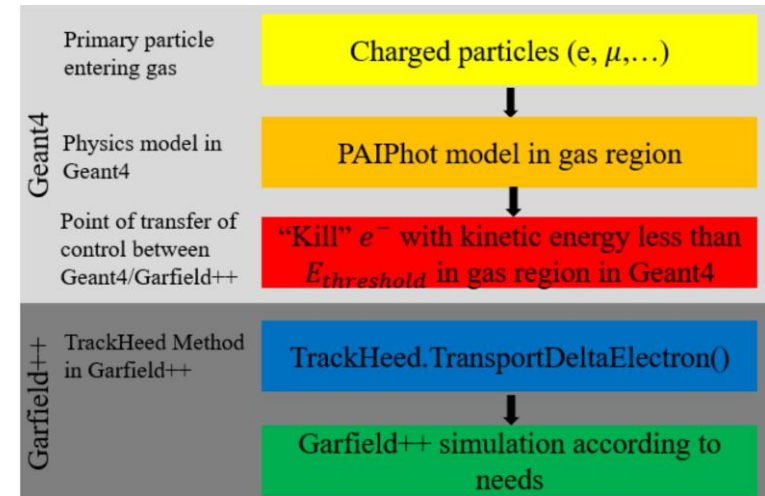 Geant4
Primary particle
entering gas
Charged particles (e, μ,…)
Physics model in
Geant4
PAIPhot model in gas region
Point of transfer of
control between
Geant4/Garfield++
“Kill” e⁻ with kinetic energy less than
E_threshold in gas region in Geant4
Garfield++
TrackHeed Method
in Garfield++
TrackHeed.TransportDeltaElectron()
Garfield++ simulation according to
needs